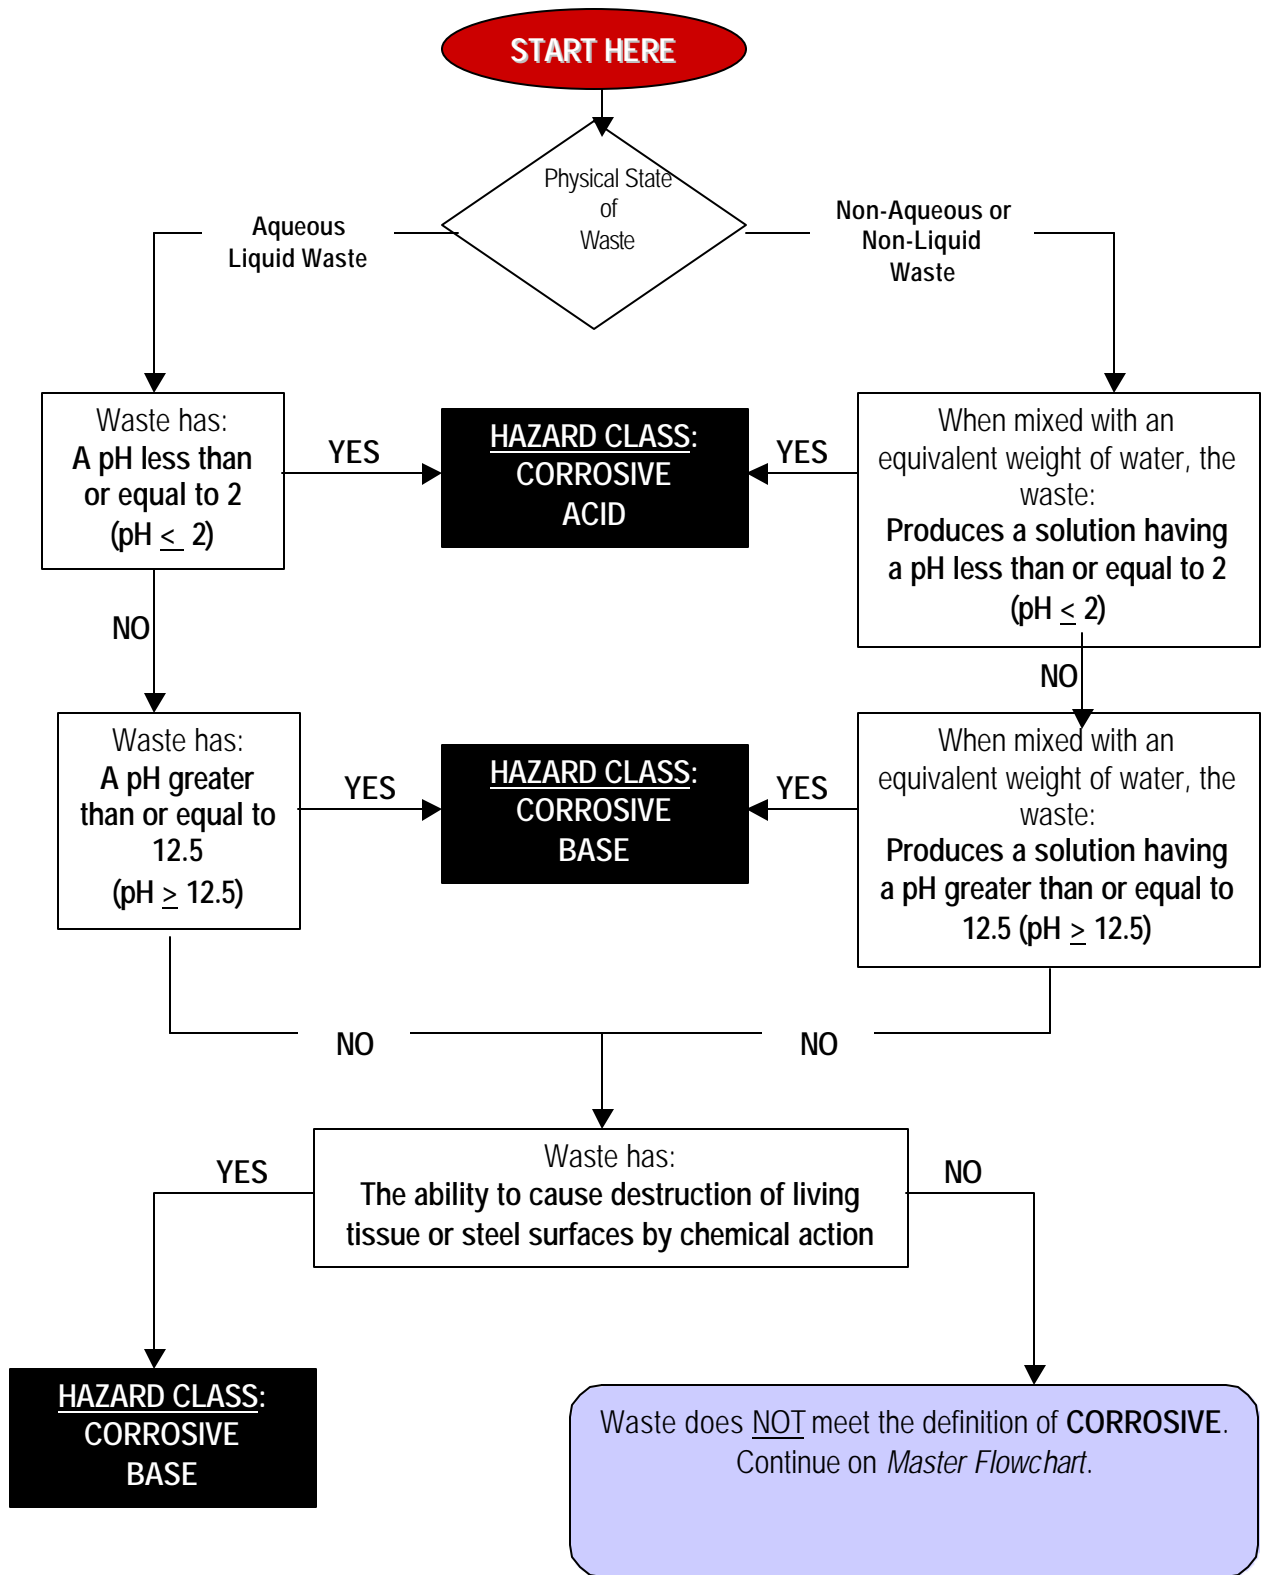 START HERE
Physical State
of
Waste
Aqueous
Liquid Waste
Non-Aqueous or
Non-Liquid
Waste
Waste has:
A pH less than
or equal to 2
(pH < 2)
YES
HAZARD CLASS:
CORROSIVE
ACID
YES
When mixed with an
equivalent weight of water, the
waste:
Produces a solution having
a pH less than or equal to 2
(pH < 2)
NO
NO
Waste has:
A pH greater
than or equal to
12.5
(pH > 12.5)
YES
HAZARD CLASS:
CORROSIVE
BASE
YES
When mixed with an
equivalent weight of water, the
waste:
Produces a solution having
a pH greater than or equal to
12.5 (pH > 12.5)
NO
NO
YES
Waste has:
The ability to cause destruction of living
tissue or steel surfaces by chemical action
NO
HAZARD CLASS:
CORROSIVE
BASE
Waste does NOT meet the definition of CORROSIVE.
Continue on Master Flowchart.